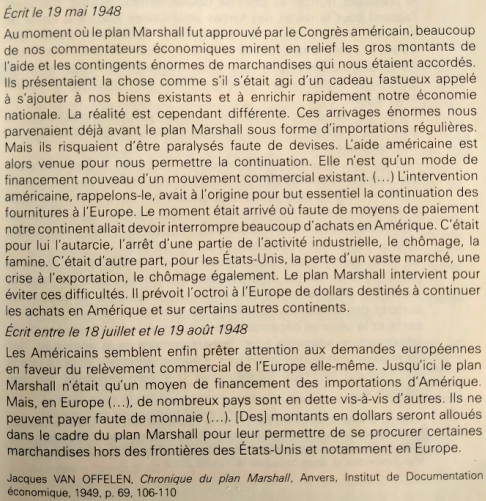 Écrit le 19 mai 1948
Au moment où le plan Marshall fut approuvé par le Congrès américain, beaucoup
de nos commentateurs économiques mirent en relief les gros montants de
l'aide et les contingents énormes de marchandises qui nous étaient accordés.
Ils présentaient la chose comme s'il s'était agi d'un cadeau fastueux appelé
à s'ajouter à nos biens existants et à enrichir rapidement notre économie
nationale. La réalité est cependant différente. Ces arrivages énormes nous
parvenaient déjà avant le plan Marshall sous forme d'importations régulières.
Mais ils risquaient d'être paralysés faute de devises. L'aide américaine est
alors venue pour nous permettre la continuation. Elle n'est qu'un mode de
financement nouveau d'un mouvement commercial existant. (...) L'intervention
américaine, rappelons-le, avait à l'origine pour but essentiel la continuation des
fournitures à l'Europe. Le moment était arrivé où faute de moyens de paiement
notre continent allait devoir interrompre beaucoup d'achats en Amérique. C'était
pour lui l'autarcie, l'arrêt d'une partie de l'activité industrielle, le chômage, la
famine. C'était d'autre part, pour les États-Unis, la perte d'un vaste marché, une
crise à l'exportation, le chômage également. Le plan Marshall intervient pour
éviter ces difficultés. Il prévoit l'octroi à l'Europe de dollars destinés à continuer
les achats en Amérique et sur certains autres continents.
Écrit entre le 18 juillet et le 19 août 1948
Les Américains semblent enfin prêter attention aux demandes européennes
en faveur du relèvement commercial de l'Europe elle-même. Jusqu'ici le plan
Marshall n'était qu'un moyen de financement des importations d'Amérique.
Mais, en Europe (...), de nombreux pays sont en dette vis-à-vis d'autres. Ils ne
peuvent payer faute de monnaie (...). [Des] montants en dollars seront alloués
dans le cadre du plan Marshall pour leur permettre de se procurer certaines
marchandises hors des frontières des États-Unis et notamment en Europe.
Jacques VAN OFFELEN, Chronique du plan Marshall, Anvers, Institut de Documentation
économique, 1949, p. 69, 106-110